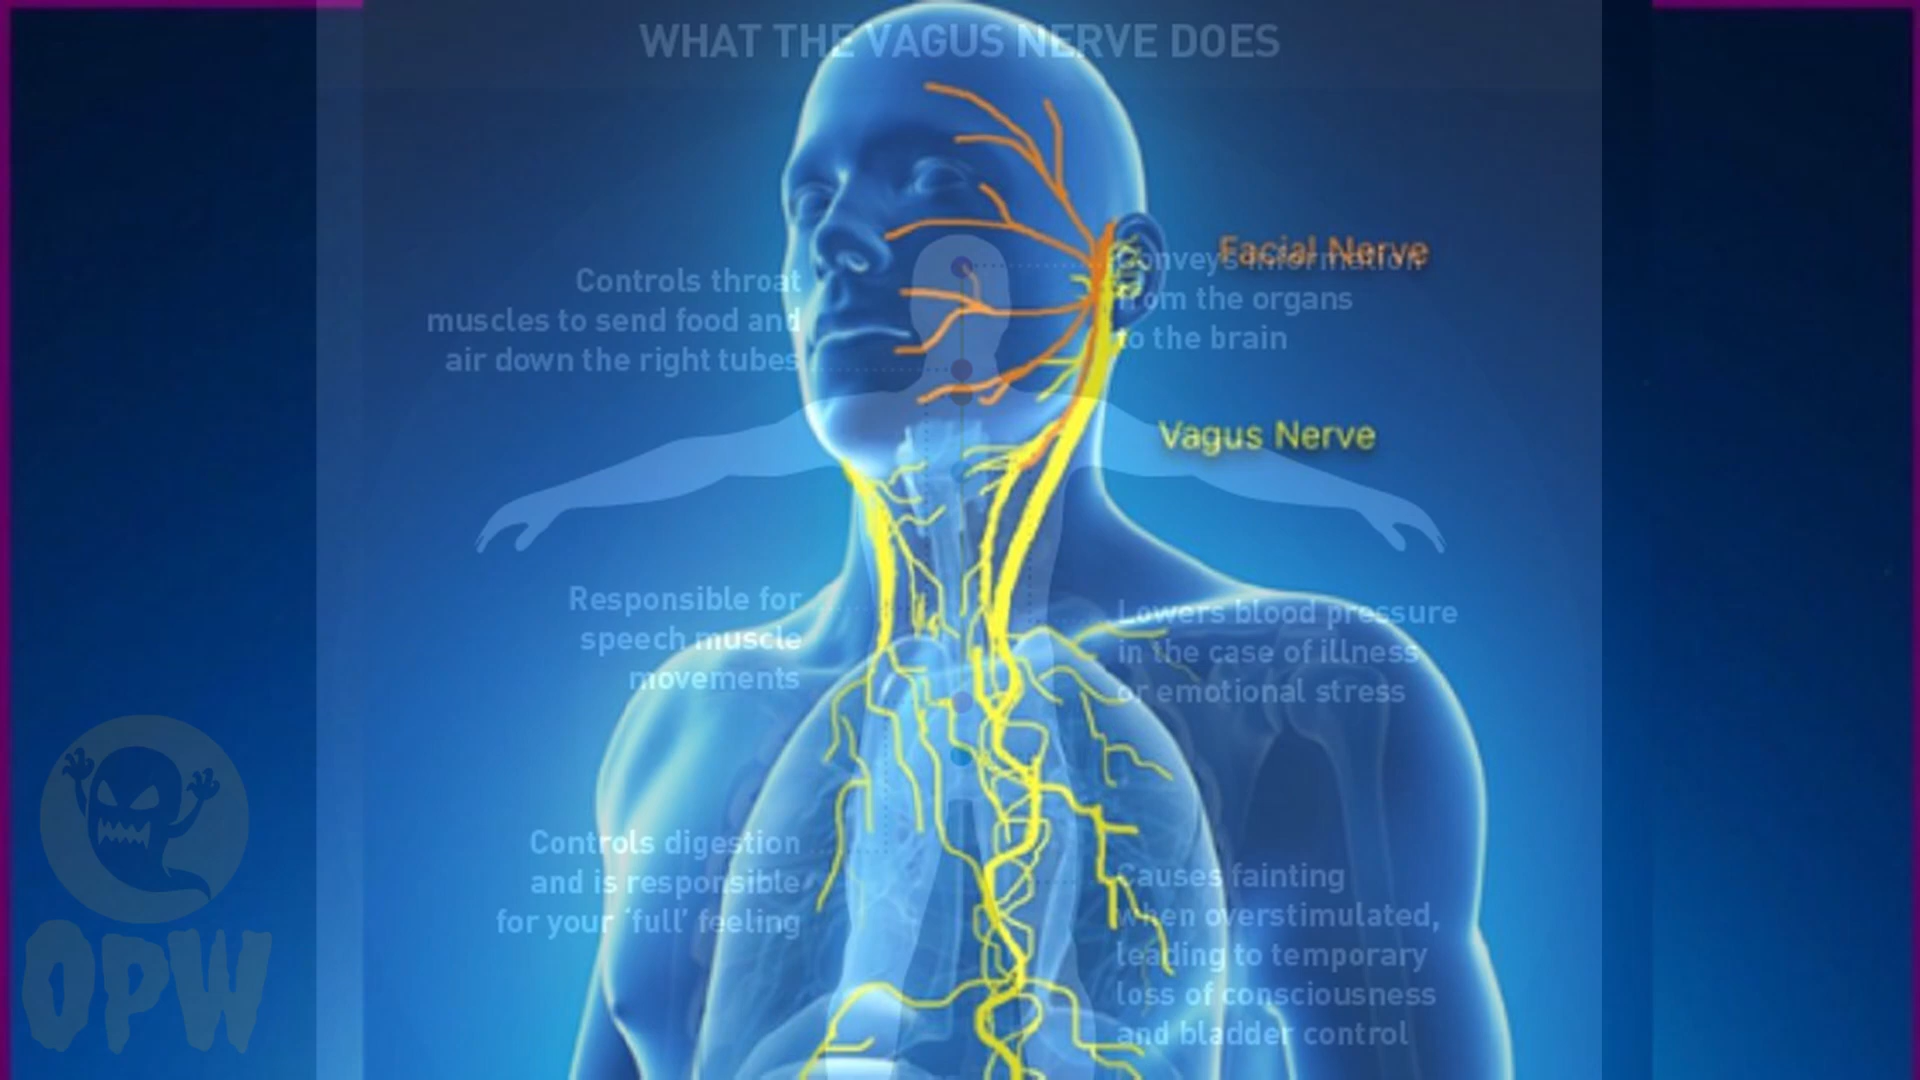 WHAT THE VAGUS NERVE DOES
Facial Nerve
Conveys information
from the organs
to the brain
Controls throat
muscles to send food and
air down the right tubes
Vagus Nerve
Responsible for
speech muscle
movements
Lowers blood pressure
in the case of illness
or emotional stress
Controls digestion
and is responsible
for your ‘full’ feeling
Causes fainting
when overstimulated,
leading to temporary
loss of consciousness
and bladder control
OPW